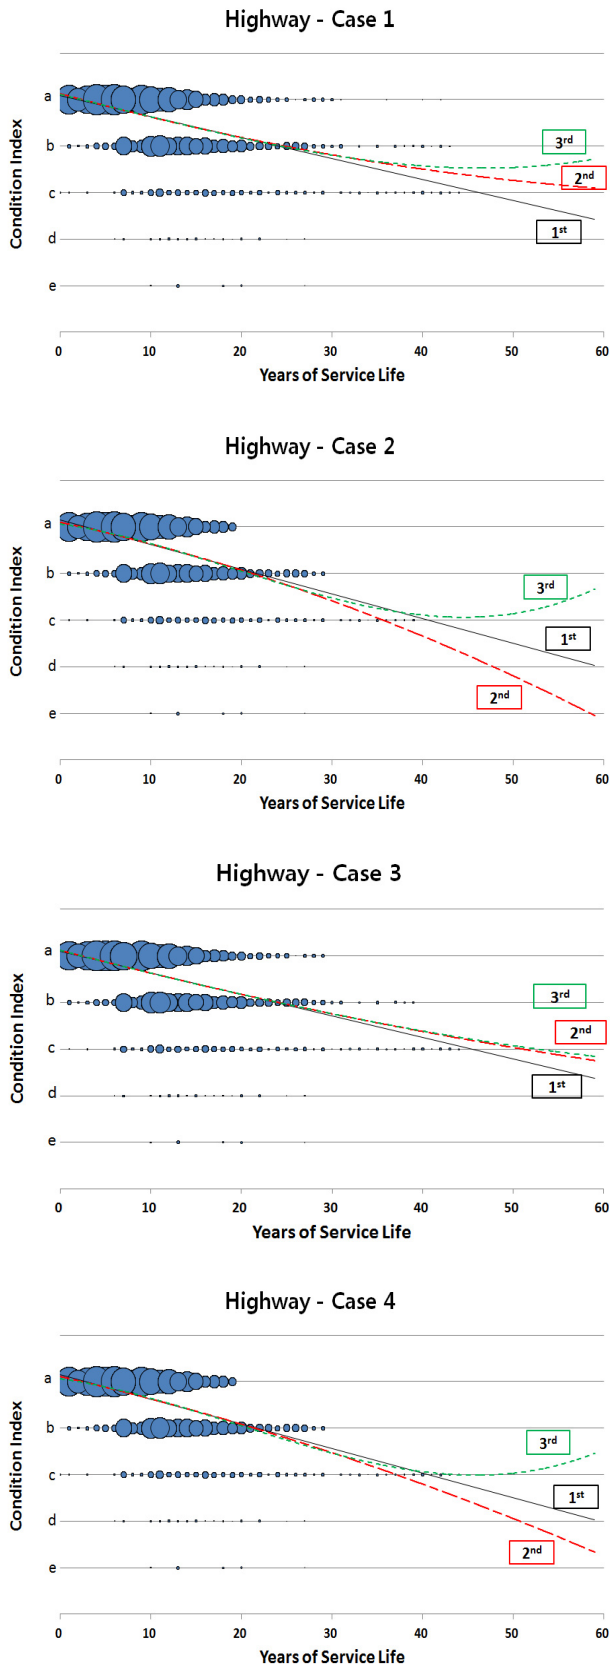 Highway - Case 1
Condition Index
a
b
c
d
e
3rd
2nd
1st
0 10 20 30 40 50 60
Years of Service Life
Highway - Case 2
Condition Index
a
b
c
d
e
3rd
1st
2nd
0 10 20 30 40 50 60
Years of Service Life
Highway - Case 3
Condition Index
a
b
c
d
e
3rd
2nd
1st
0 10 20 30 40 50 60
Years of Service Life
Highway - Case 4
Condition Index
a
b
c
d
e
3rd
1st
2nd
0 10 20 30 40 50 60
Years of Service Life